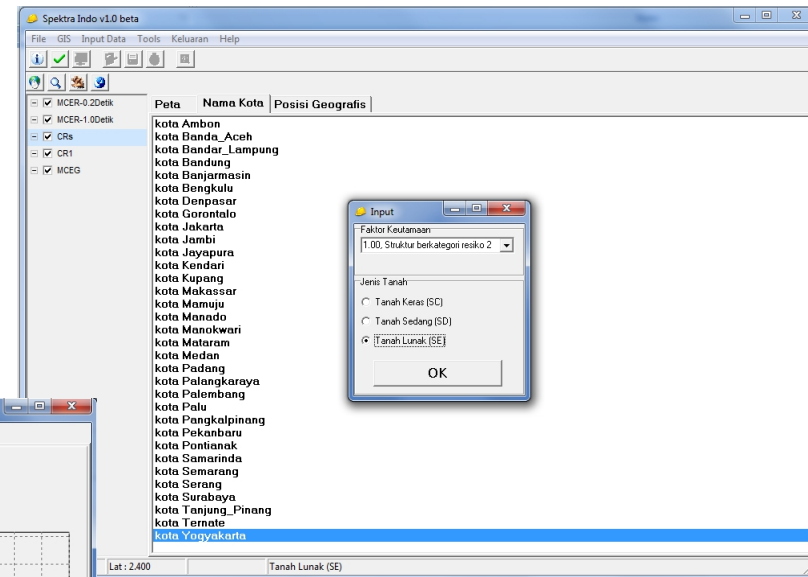 Spektra Indo v1.0 beta
File GIS Input Data Tools Keluaran Help
MCER-0.2Detik
MCER-1.0Detik
CRs
CR1
MCEG
Peta Nama Kota Posisi Geografis
kota Ambon
kota Banda_Aceh
kota Bandar_Lampung
kota Bandung
kota Banjarmasin
kota Bengkulu
kota Denpasar
kota Gorontalo
kota Jakarta
kota Jambi
kota Jayapura
kota Kendari
kota Kupang
kota Makassar
kota Mamuju
kota Manado
kota Manokwari
kota Mataram
kota Medan
kota Padang
kota Palangkaraya
kota Palembang
kota Palu
kota Pangkalpinang
kota Pekanbaru
kota Pontianak
kota Samarinda
kota Semarang
kota Serang
kota Surabaya
kota Tanjung_Pinang
kota Ternate
kota Yogyakarta
Input
Faktor Keutamaan
1.00, Struktur berkategori resiko 2
Jenis Tanah
Tanah Keras (SC)
Tanah Sedang (SD)
Tanah Lunak (SE)
OK
Lat : 2.400
Tanah Lunak (SE)